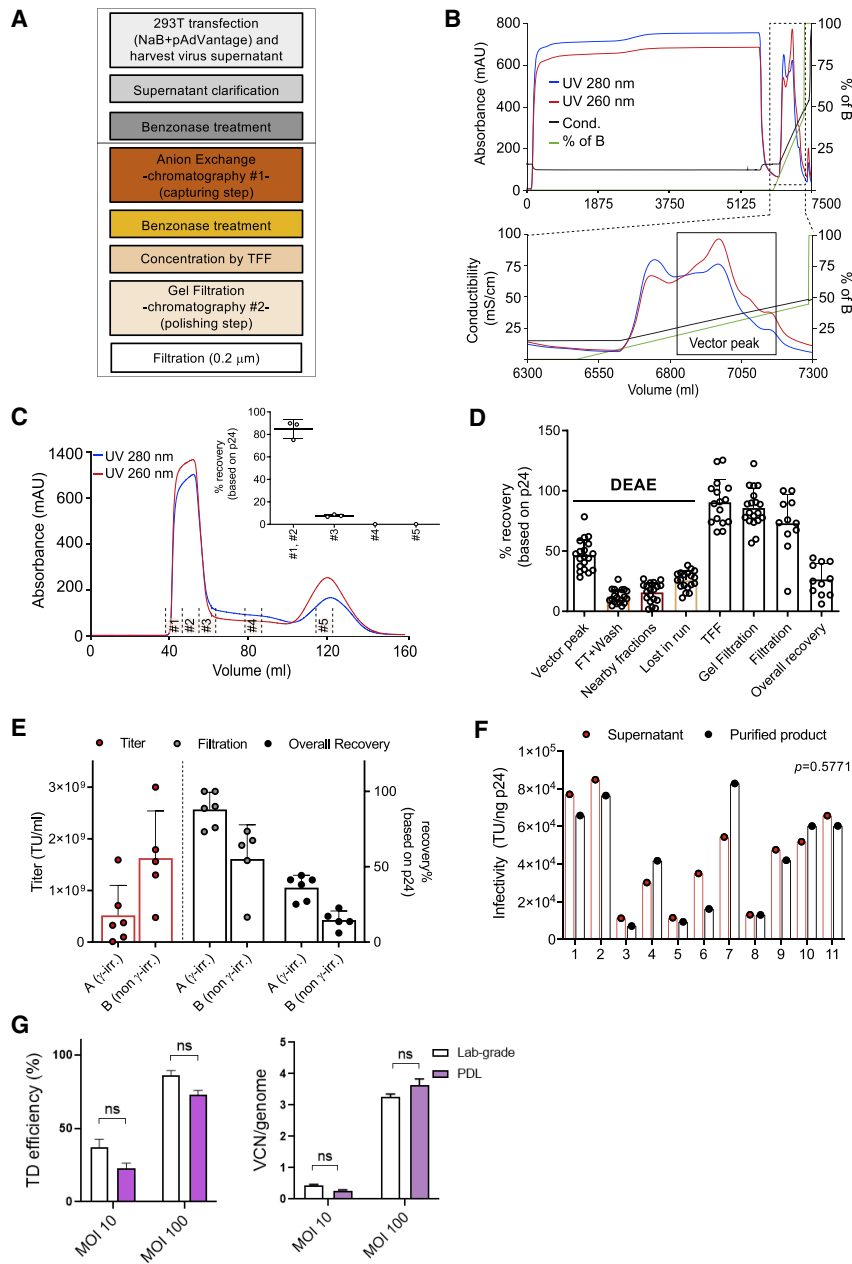 A
293T transfection
(NaB+pAdVantage) and
harvest virus supernatant
Supernatant clarification
Benzonase treatment
Anion Exchange
-chromatography #1-
(capturing step)
Benzonase treatment
Concentration by TFF
Gel Filtration
-chromatography #2-
(polishing step)
Filtration (0.2 μm)
B
Absorbance (mAU)
800
600
400
200
0
UV 280 nm
UV 260 nm
Cond.
% of B
100
75
50
25
0
% of B
0 1875 3750 5125 7500
Conductibility
(mS/cm)
100
75
50
25
Vector peak
100
75
50
25
0
% of B
6300 6550 6800 7050 7300
Volume (ml)
C
Absorbance (mAU)
1400
1600
400
200
0
UV 280 nm
UV 260 nm
% recovery
(based on p24)
100
80
60
40
20
0
#1, #2
#3
#4
#5
#1
#2
#3
#4
#5
0 40 80 120 160
Volume (ml)
D
% recovery
(based on p24)
150
100
50
0
DEAE
Vector peak
FT+Wash
Nearby fractions
Lost in run
TFF
Gel Filtration
Filtration
Overall recovery
E
Titer
Filtration
Overall Recovery
Titer (TU/ml)
3×10⁹
2×10⁹
1×10⁹
0
100
50
0
recovery%
(based on p24)
A (γ-irr.)
B (non γ-irr.)
A (γ-irr.)
B (non γ-irr.)
A (γ-irr.)
B (non γ-irr.)
F
Supernatant
Purified product
p=0.5771
Infectivity (TU/ng p24)
1×10⁵
8×10⁴
6×10⁴
4×10⁴
2×10⁴
0
1 2 3 4 5 6 7 8 9 10 11
G
TD efficiency (%)
100
50
0
ns
ns
MOI 10
MOI 100
VCN/genome
5
4
3
2
1
0
ns
ns
MOI 10
MOI 100
Lab-grade
PDL